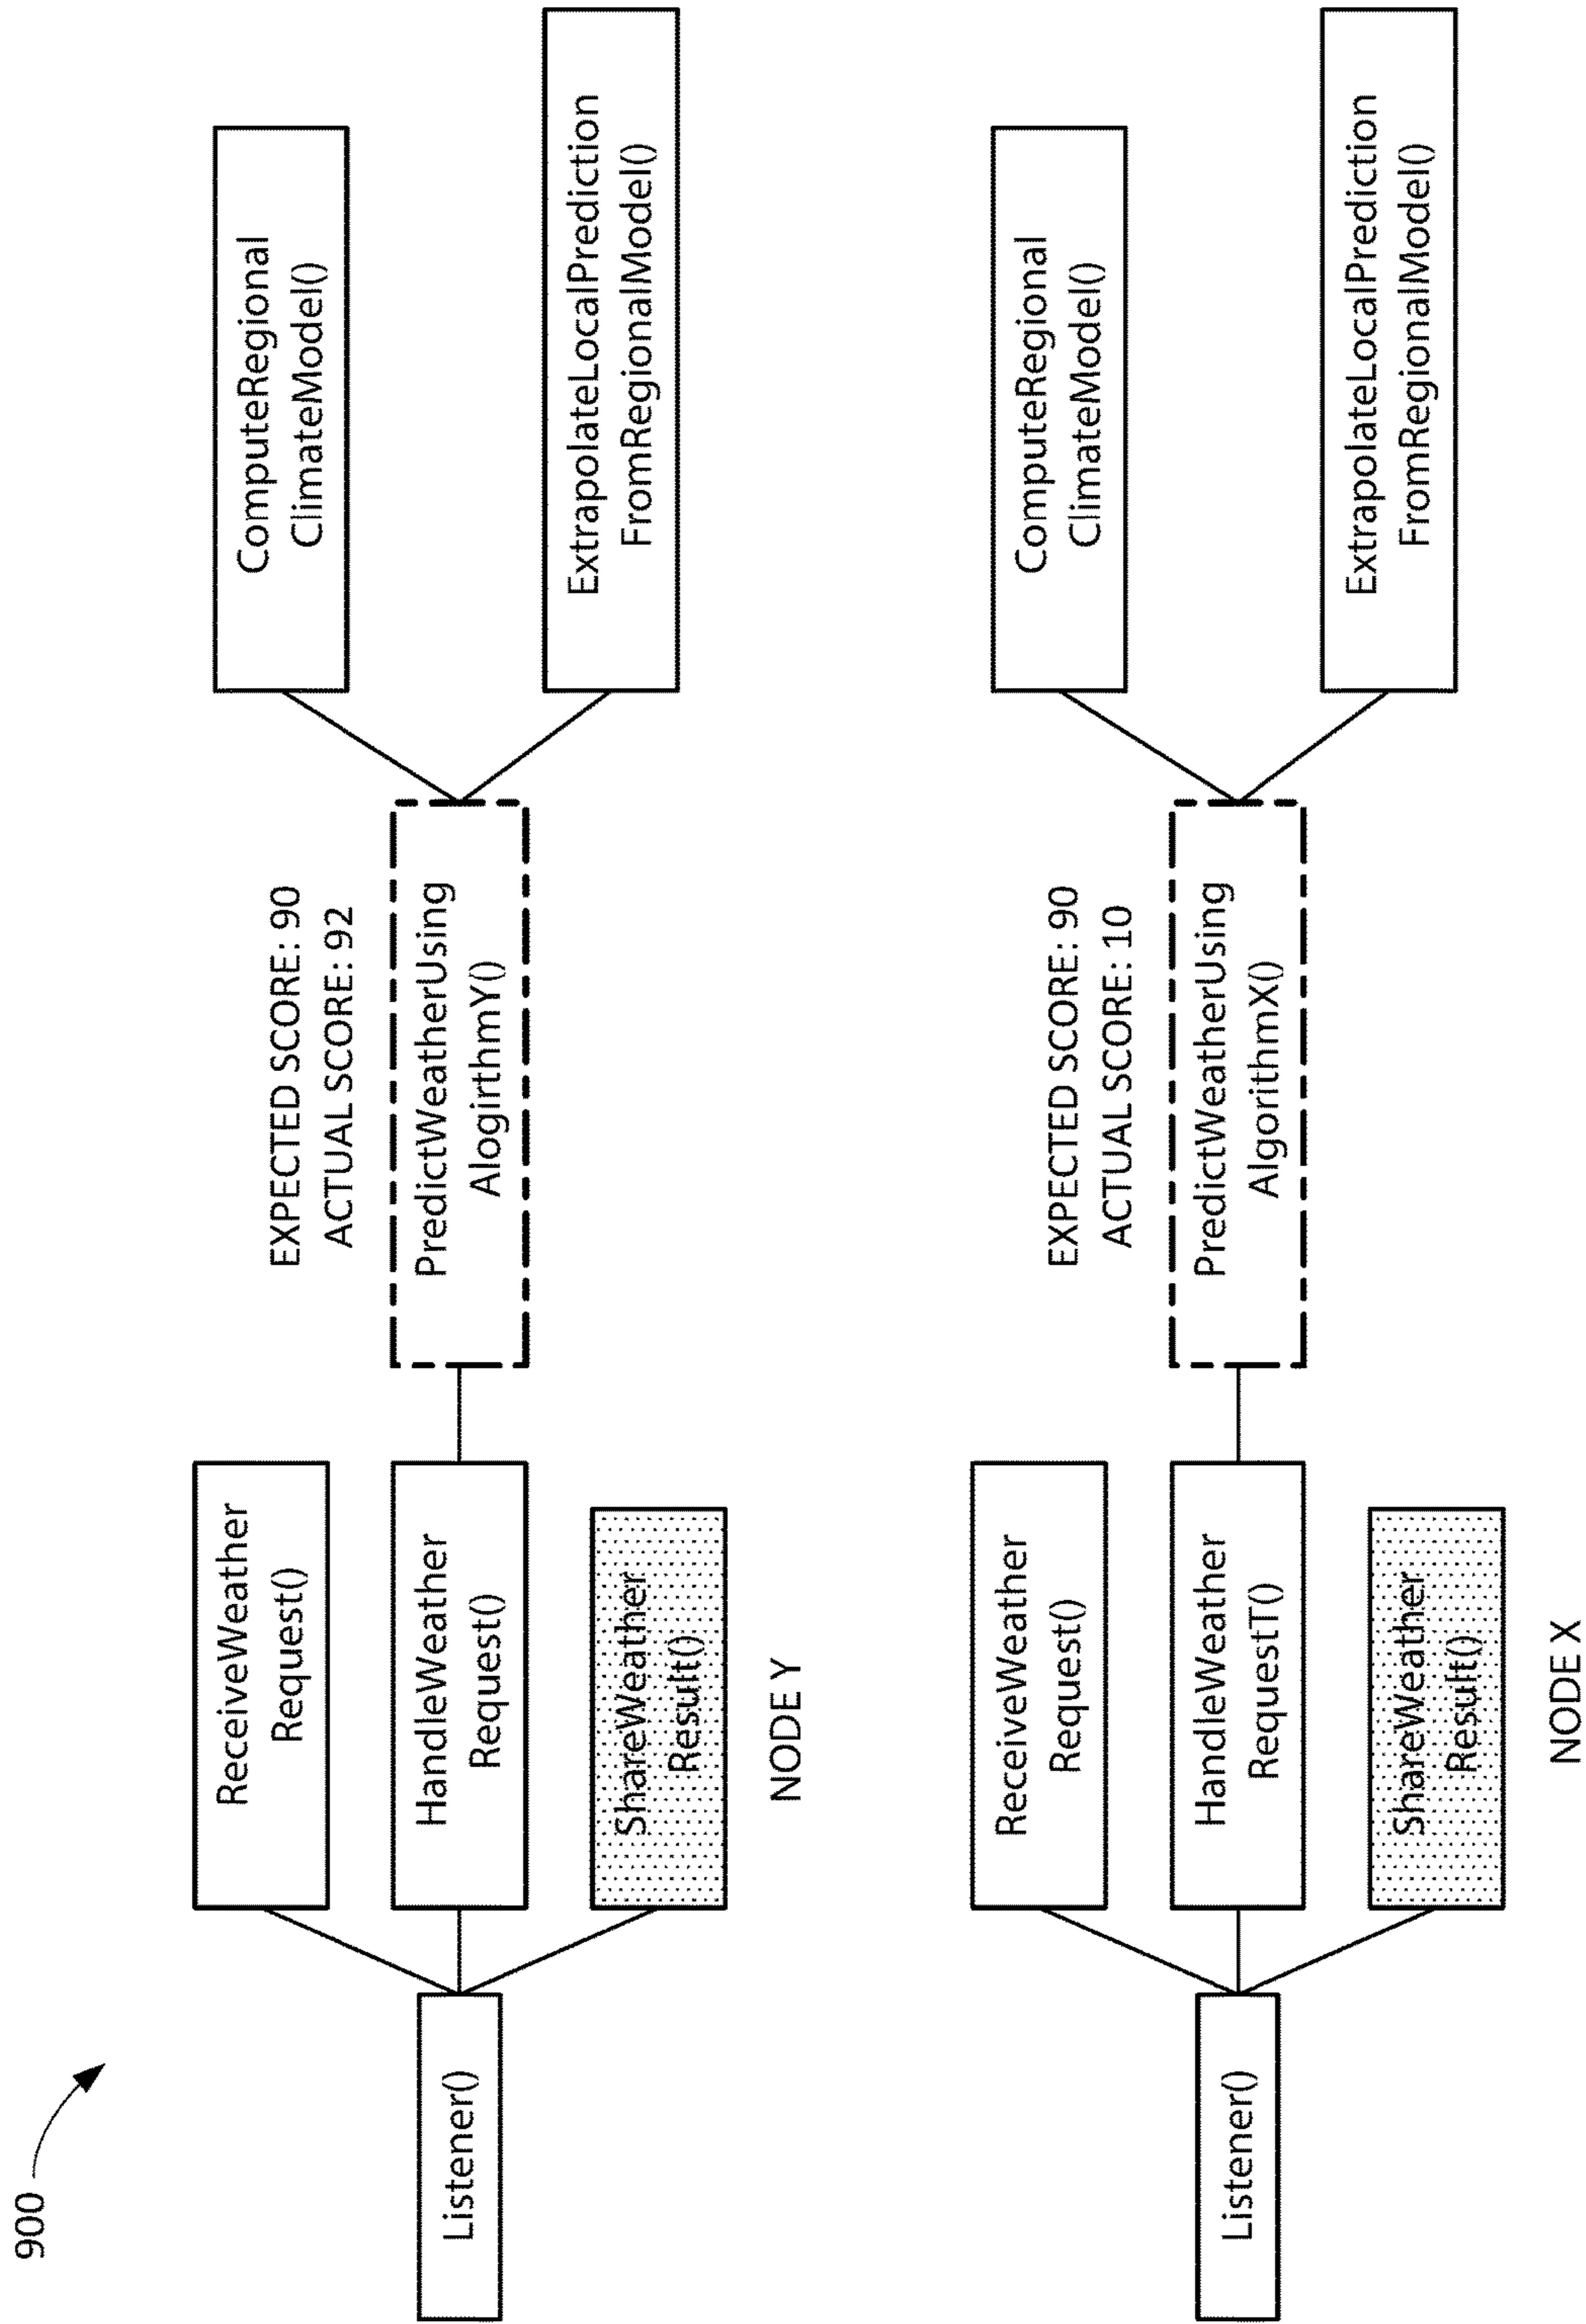 900
Listener()
ReceiveWeather
Request()
HandleWeather
Request()
ShareWeather
Result()
NODE Y
EXPECTED SCORE: 90
ACTUAL SCORE: 92
PredictWeatherUsing
AlogirthmY()
ComputeRegional
ClimateModel()
ExtrapolateLocalPrediction
FromRegionalModel()
Listener()
ReceiveWeather
Request()
HandleWeather
RequestT()
ShareWeather
Result()
NODE X
EXPECTED SCORE: 90
ACTUAL SCORE: 10
PredictWeatherUsing
AlgorithmX()
ComputeRegional
ClimateModel()
ExtrapolateLocalPrediction
FromRegionalModel()